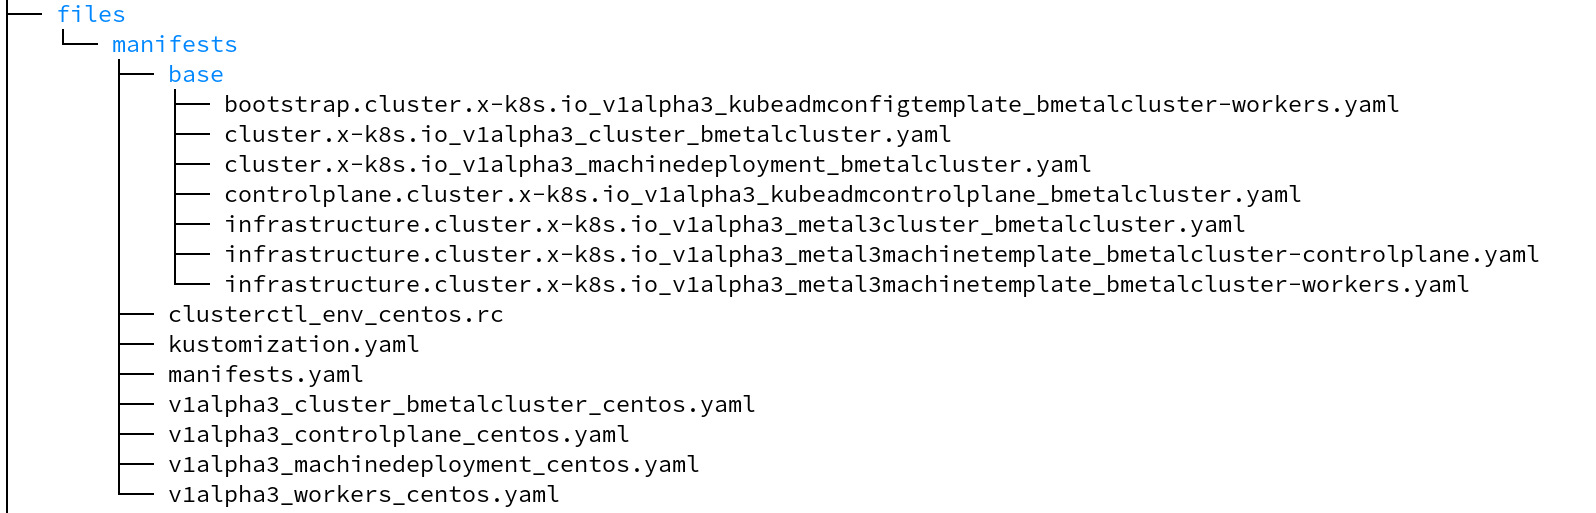 files
manifests
base
bootstrap.cluster.x-k8s.io_v1alpha3_kubeadmconfigtemplate_bmetalcluster-workers.yaml
cluster.x-k8s.io_v1alpha3_cluster_bmetalcluster.yaml
cluster.x-k8s.io_v1alpha3_machinedeployment_bmetalcluster.yaml
controlplane.cluster.x-k8s.io_v1alpha3_kubeadmcontrolplane_bmetalcluster.yaml
infrastructure.cluster.x-k8s.io_v1alpha3_metal3cluster_bmetalcluster.yaml
infrastructure.cluster.x-k8s.io_v1alpha3_metal3machinetemplate_bmetalcluster-controlplane.yaml
infrastructure.cluster.x-k8s.io_v1alpha3_metal3machinetemplate_bmetalcluster-workers.yaml
clusterctl_env_centos.rc
kustomization.yaml
manifests.yaml
v1alpha3_cluster_bmetalcluster_centos.yaml
v1alpha3_controlplane_centos.yaml
v1alpha3_machinedeployment_centos.yaml
v1alpha3_workers_centos.yaml